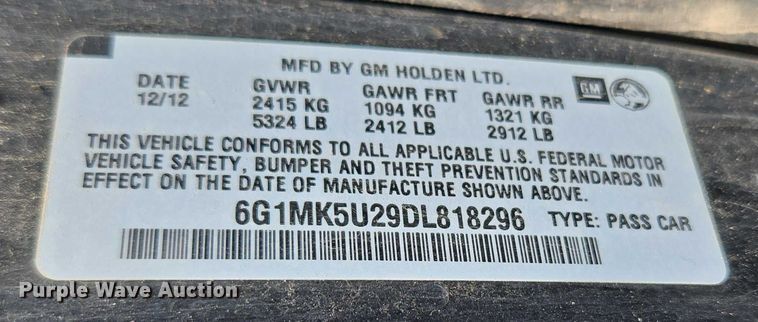 MFD BY GM HOLDEN LTD.
DATE GVWR GAWR FRT GAWR RR GM
12/12 2415 KG 1094 KG 1321 KG
5324 LB 2412 LB 2912 LB
THIS VEHICLE CONFORMS TO ALL APPLICABLE U.S. FEDERAL MOTOR
VEHICLE SAFETY, BUMPER AND THEFT PREVENTION STANDARDS IN
EFFECT ON THE DATE OF MANUFACTURE SHOWN ABOVE.
6G1MK5U29DL818296 TYPE: PASS CAR
Purple Wave Auction